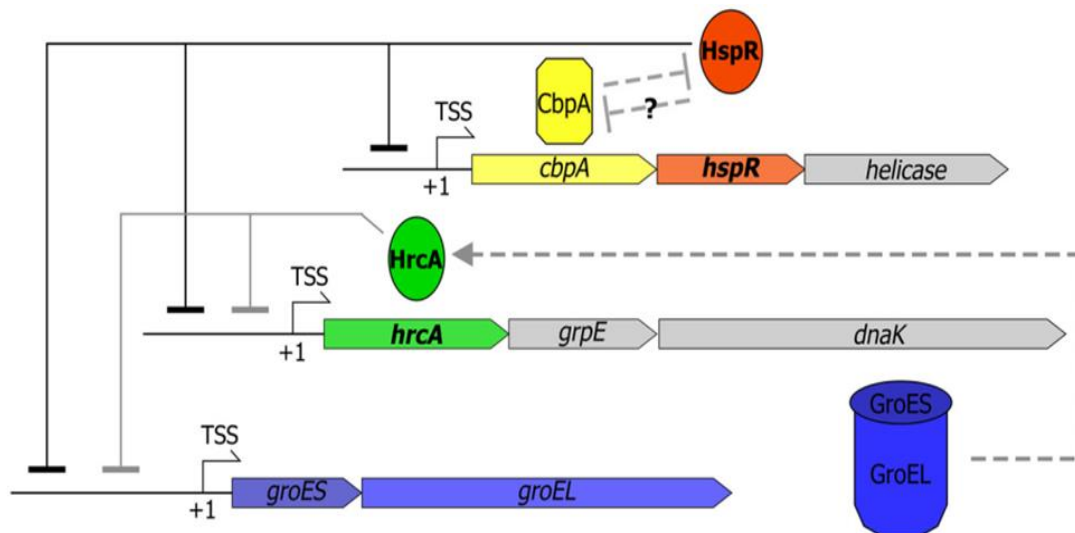 HspR
CbpA
?
TSS
cbpA
hspR
helicase
+1
HrcA
TSS
hrcA
grpE
dnaK
+1
GroES
GroEL
TSS
groES
groEL
+1